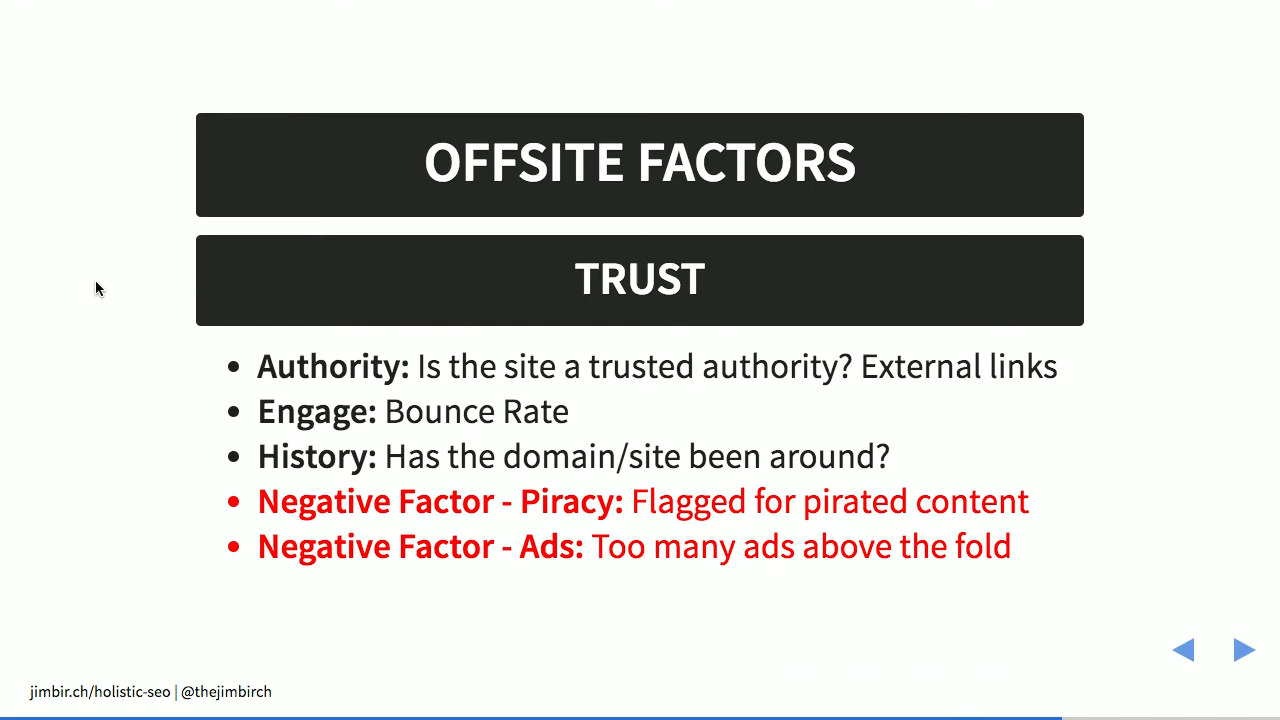 OFFSITE FACTORS
TRUST
• Authority: Is the site a trusted authority? External links
• Engage: Bounce Rate
• History: Has the domain/site been around?
• Negative Factor - Piracy: Flagged for pirated content
• Negative Factor - Ads: Too many ads above the fold
jimbir.ch/holistic-seo | @thejimbirch